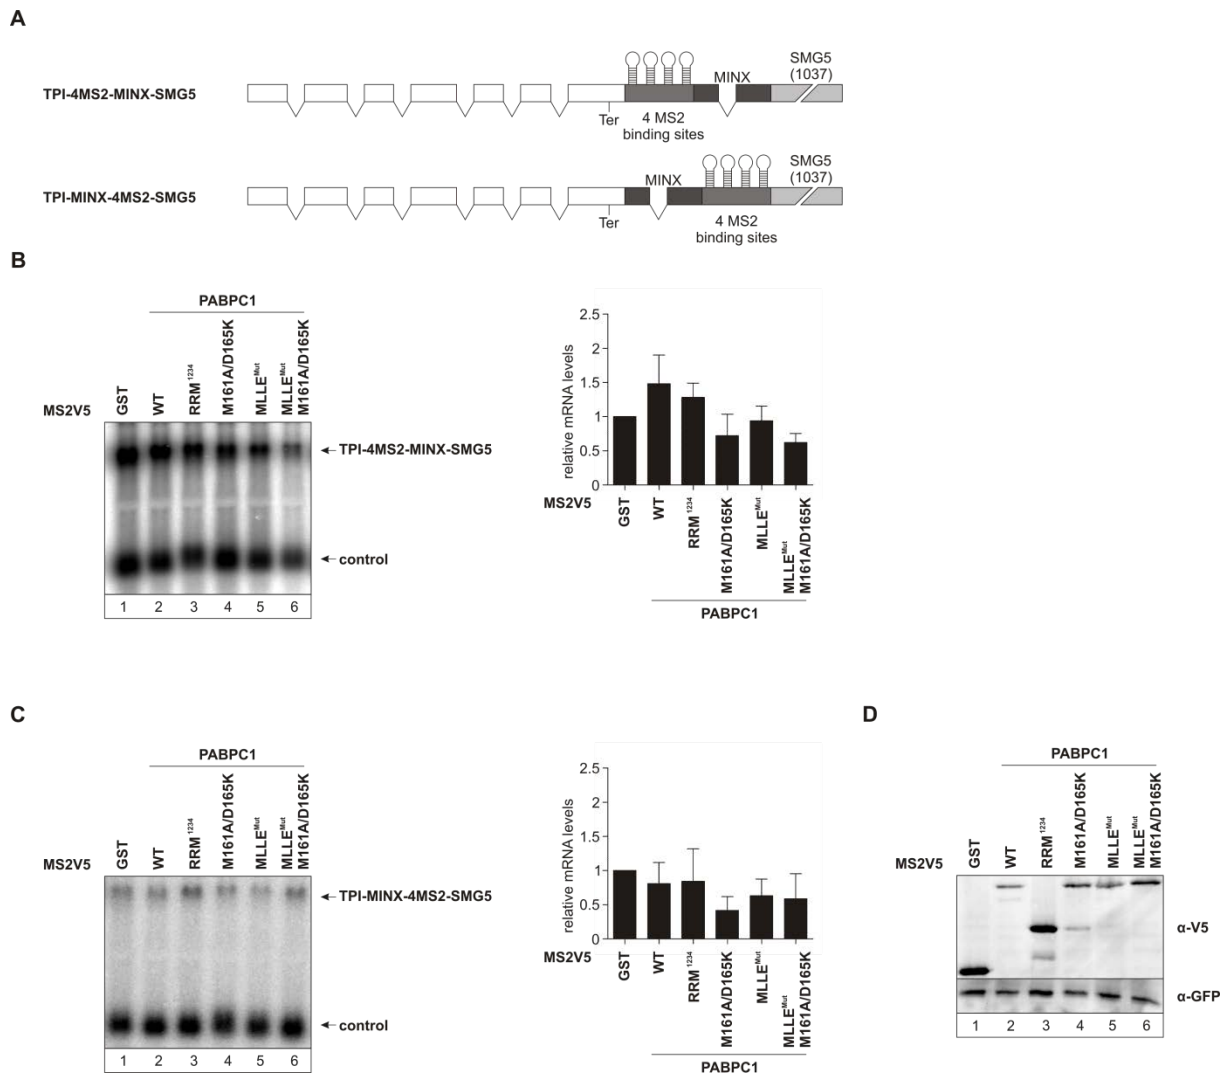 A
TPI-4MS2-MINX-SMG5
MINX
SMG5
(1037)
Ter
4 MS2
binding sites
TPI-MINX-4MS2-SMG5
MINX
SMG5
(1037)
Ter
4 MS2
binding sites
B
PABPC1
MS2V5
GST
WT
RRM¹²³⁴
M161A/D165K
MLLEᴹᵘᵗ
MLLEᴹᵘᵗ
M161A/D165K
TPI-4MS2-MINX-SMG5
control
1 2 3 4 5 6
relative mRNA levels
2.5
2
1.5
1
0.5
0
MS2V5
GST
WT
RRM¹²³⁴
M161A/D165K
MLLEᴹᵘᵗ
MLLEᴹᵘᵗ
M161A/D165K
PABPC1
C
PABPC1
MS2V5
GST
WT
RRM¹²³⁴
M161A/D165K
MLLEᴹᵘᵗ
MLLEᴹᵘᵗ
M161A/D165K
TPI-MINX-4MS2-SMG5
control
1 2 3 4 5 6
relative mRNA levels
2.5
2
1.5
1
0.5
0
MS2V5
GST
WT
RRM¹²³⁴
M161A/D165K
MLLEᴹᵘᵗ
MLLEᴹᵘᵗ
M161A/D165K
PABPC1
D
PABPC1
MS2V5
GST
WT
RRM¹²³⁴
M161A/D165K
MLLEᴹᵘᵗ
MLLEᴹᵘᵗ
M161A/D165K
α-V5
α-GFP
1 2 3 4 5 6